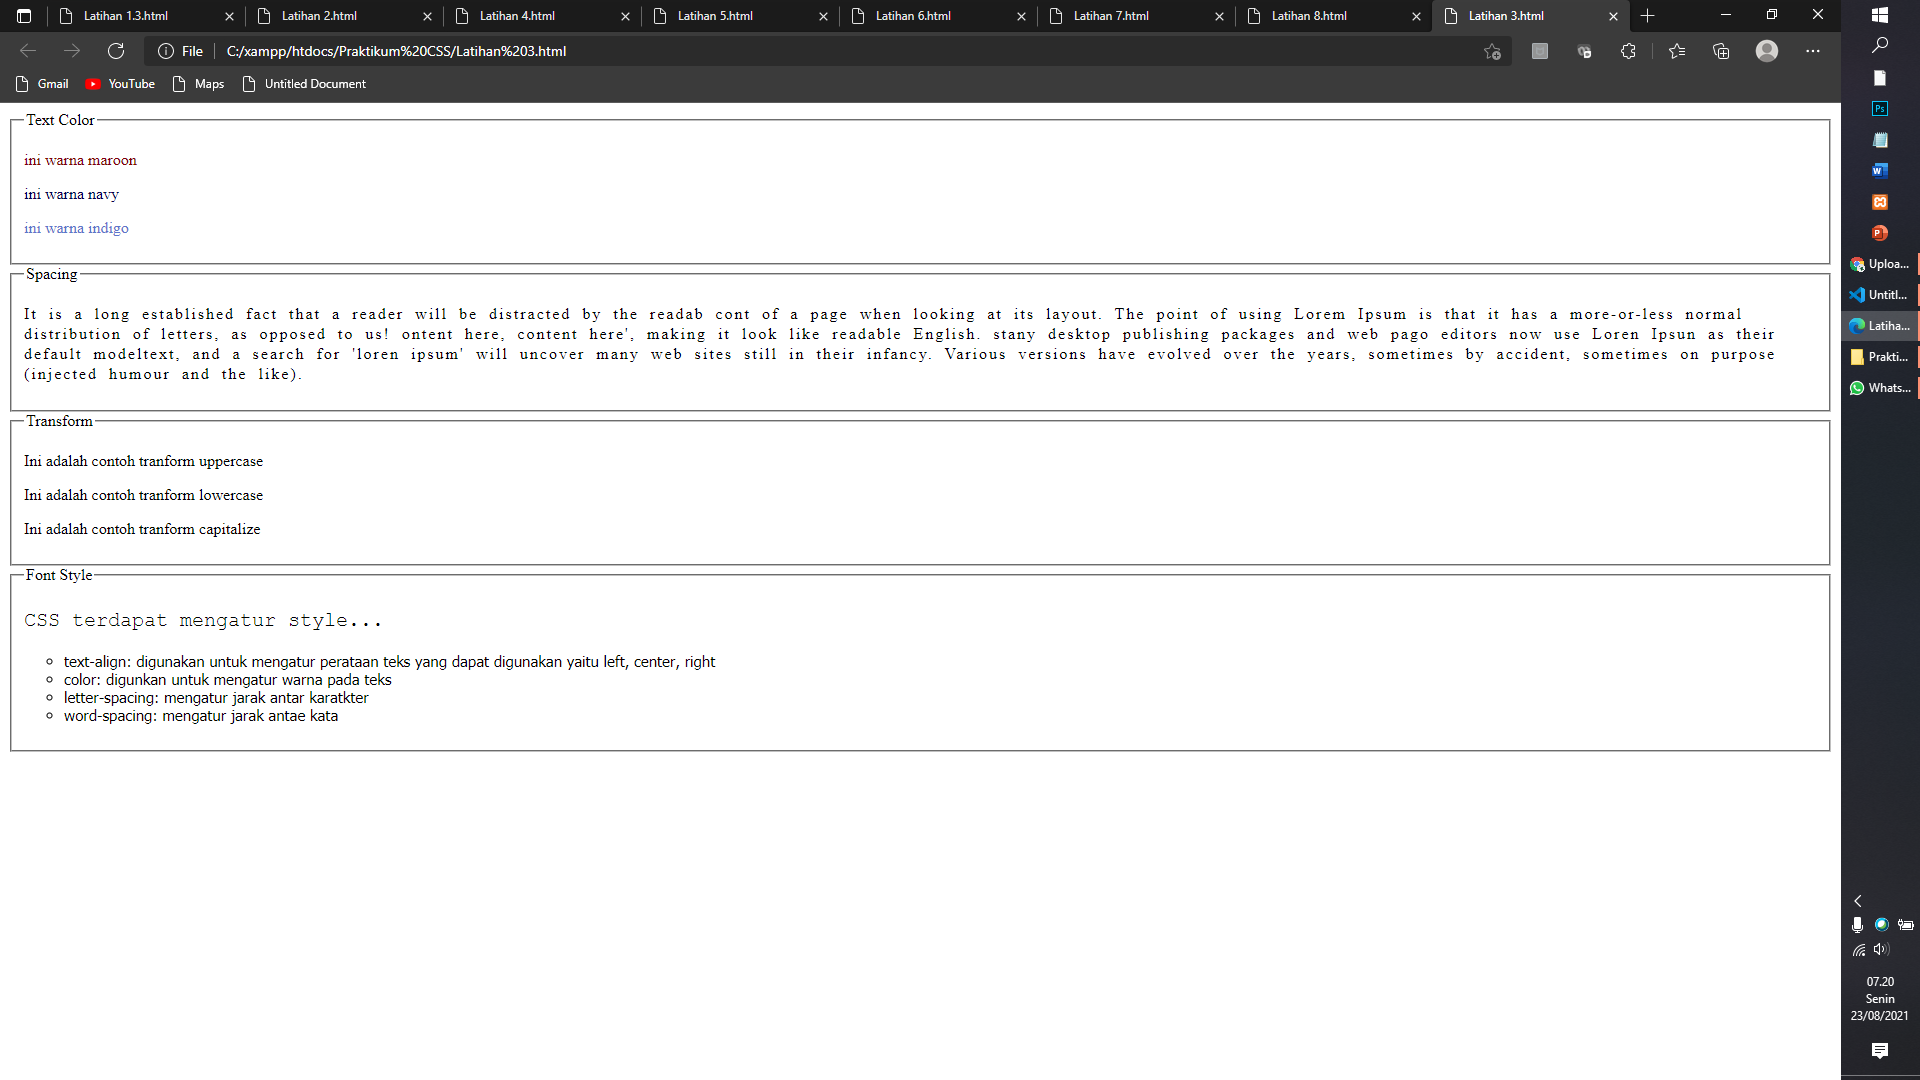 Latihan 1.3.html
Latihan 2.html
Latihan 4.html
Latihan 5.html
Latihan 6.html
Latihan 7.html
Latihan 8.html
Latihan 3.html
File
C:/xampp/htdocs/Praktikum%20CSS/Latihan%203.html
Gmail
YouTube
Maps
Untitled Document
Text Color
ini warna maroon
ini warna navy
ini warna indigo
Spacing
It is a long established fact that a reader will be distracted by the readab cont of a page when looking at its layout. The point of using Lorem Ipsum is that it has a more-or-less normal
distribution of letters, as opposed to us! ontent here, content here', making it look like readable English. stany desktop publishing packages and web pago editors now use Loren Ipsun as their
default modeltext, and a search for 'loren ipsum' will uncover many web sites still in their infancy. Various versions have evolved over the years, sometimes by accident, sometimes on purpose
(injected humour and the like).
Transform
Ini adalah contoh tranform uppercase
Ini adalah contoh tranform lowercase
Ini adalah contoh tranform capitalize
Font Style
CSS terdapat mengatur style...
text-align: digunakan untuk mengatur perataan teks yang dapat digunakan yaitu left, center, right
color: digunkan untuk mengatur warna pada teks
letter-spacing: mengatur jarak antar karatkter
word-spacing: mengatur jarak antae kata
Ps
W
P
Uploa...
Untitl...
Latiha...
Prakti...
Whats...
07.20
Senin
23/08/2021